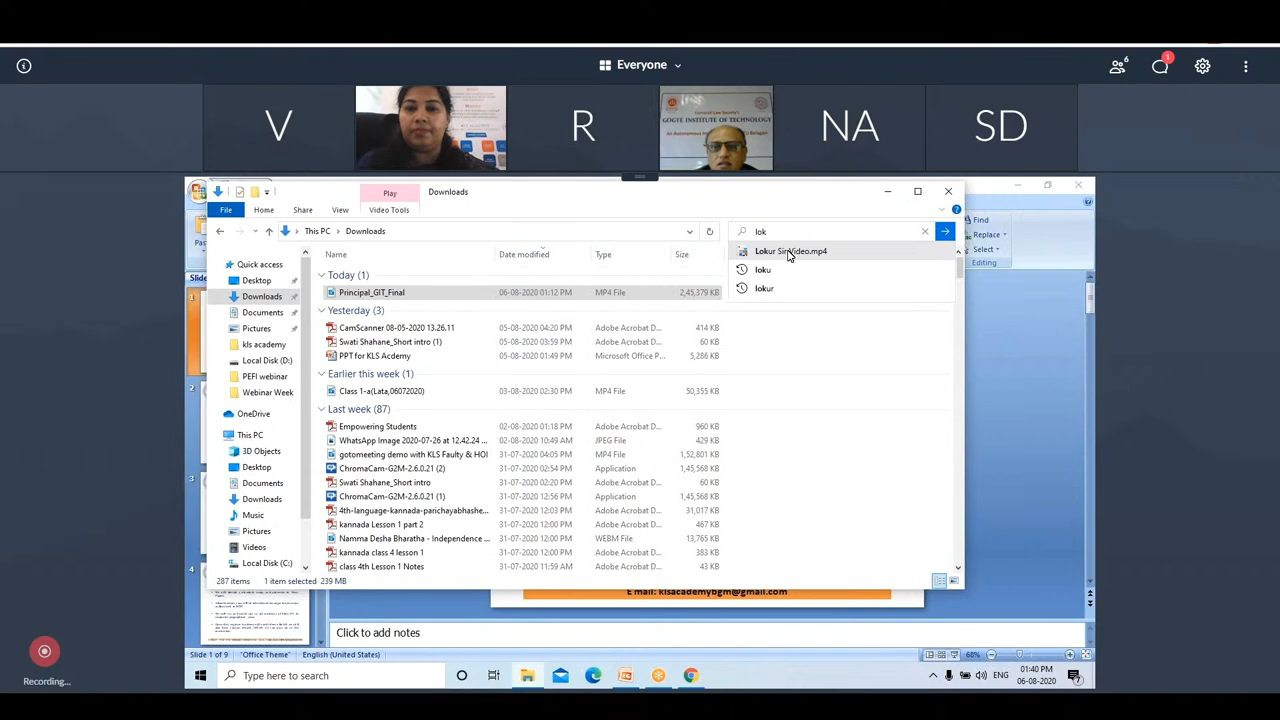 Everyone
6
1
V
R
GOGTE INSTITUTE OF TECHNOLOGY
NA
SD
Play
Downloads
File
Home
Share
View
Video Tools
This PC
Downloads
lok
Lokur Sir Video.mp4
loku
lokur
Find
Replace
Select
Editing
Pas
Slides
Name
Date modified
Type
Size
Quick access
Desktop
Downloads
Documents
Pictures
kls academy
Local Disk (D:)
PEFI webinar
Webinar Week
OneDrive
This PC
3D Objects
Desktop
Documents
Downloads
Music
Pictures
Videos
Local Disk (C:)
Today (1)
Principal_GIT_Final 06-08-2020 01:12 PM MP4 File 2,45,379 KB
Yesterday (3)
CamScanner 08-05-2020 13.26.11 05-08-2020 04:20 PM Adobe Acrobat D... 414 KB
Swati Shahane_Short intro (1) 05-08-2020 03:59 PM Adobe Acrobat D... 60 KB
PPT for KLS Acdemy 05-08-2020 01:49 PM Microsoft Office P... 5,286 KB
Earlier this week (1)
Class 1-a(Lata,06072020) 03-08-2020 02:30 PM MP4 File 50,355 KB
Last week (87)
Empowering Students 02-08-2020 01:18 PM Adobe Acrobat D... 960 KB
WhatsApp Image 2020-07-26 at 12.42.24 ... 02-08-2020 10:49 AM JPEG File 429 KB
gotomeeting demo with KLS Faulty & HOI 31-07-2020 04:05 PM MP4 File 1,52,801 KB
ChromaCam-G2M-2.6.0.21 (2) 31-07-2020 02:54 PM Application 1,45,568 KB
Swati Shahane_Short intro 31-07-2020 02:54 PM Adobe Acrobat D... 60 KB
ChromaCam-G2M-2.6.0.21 (1) 31-07-2020 12:56 PM Application 1,45,568 KB
4th-language-kannada-parichayabhashe... 31-07-2020 12:03 PM Adobe Acrobat D... 31,017 KB
kannada Lesson 1 part 2 31-07-2020 12:00 PM Adobe Acrobat D... 467 KB
Namma Desha Bharatha - Independence ... 31-07-2020 12:00 PM WEBM File 13,765 KB
kannada class 4 lesson 1 31-07-2020 12:00 PM Adobe Acrobat D... 383 KB
class 4th Lesson 1 Notes 31-07-2020 11:59 AM Adobe Acrobat D... 43 KB
287 items
1 item selected 239 MB
1
2
3
4
E mail: klsacademybgm@gmail.com
Click to add notes
Slide 1 of 9
"Office Theme"
English (United States)
68%
Recording...
Type here to search
ENG
01:40 PM
06-08-2020
7